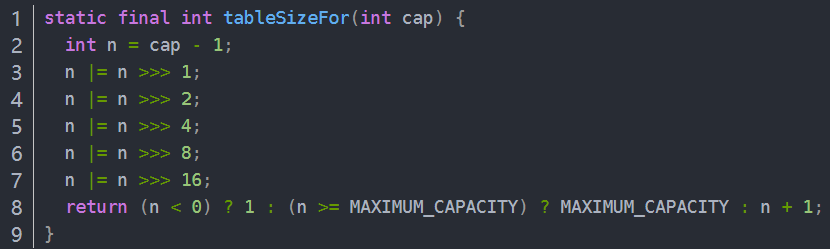 1 static final int tableSizeFor(int cap) {
2   int n = cap - 1;
3   n |= n >>> 1;
4   n |= n >>> 2;
5   n |= n >>> 4;
6   n |= n >>> 8;
7   n |= n >>> 16;
8   return (n < 0) ? 1 : (n >= MAXIMUM_CAPACITY) ? MAXIMUM_CAPACITY : n + 1;
9 }